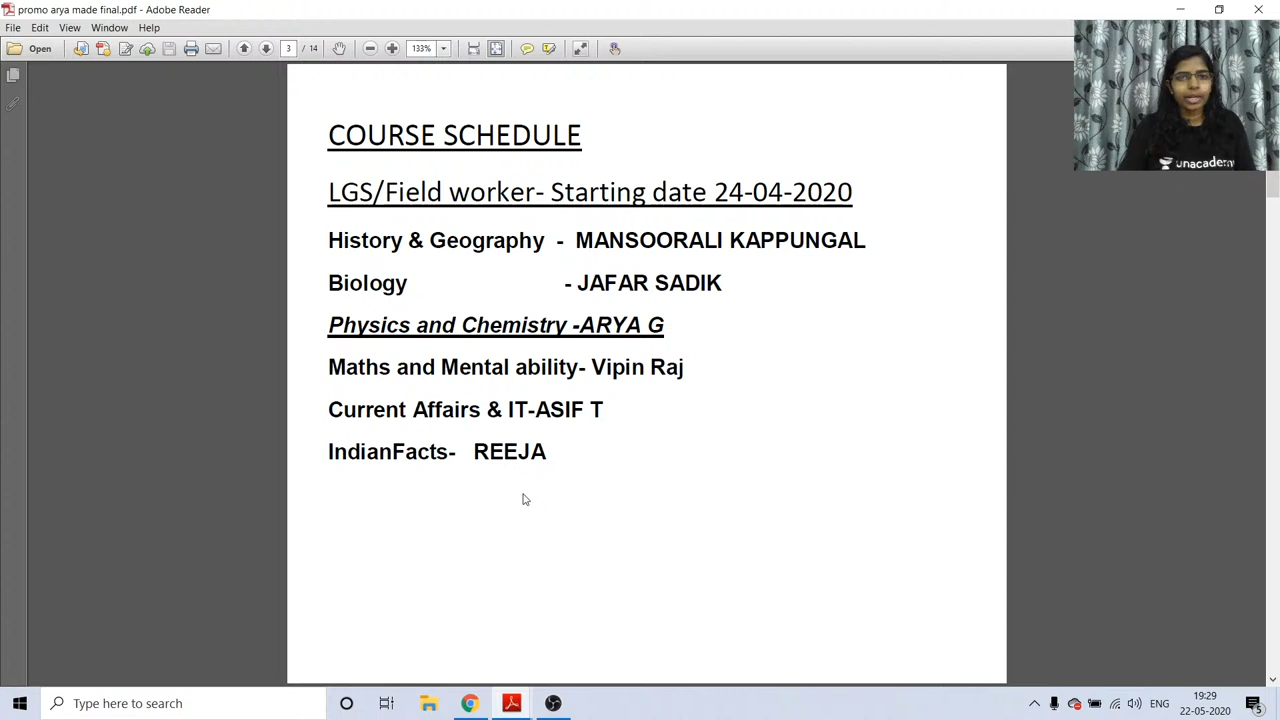 promo arya made final.pdf - Adobe Reader
File Edit View Window Help
Open 3 / 14 133%
COURSE SCHEDULE
LGS/Field worker- Starting date 24-04-2020
History & Geography - MANSOORALI KAPPUNGAL
Biology - JAFAR SADIK
Physics and Chemistry -ARYA G
Maths and Mental ability- Vipin Raj
Current Affairs & IT-ASIF T
IndianFacts- REEJA
unacademy
Type here to search
ENG
19:29
22-05-2020
5